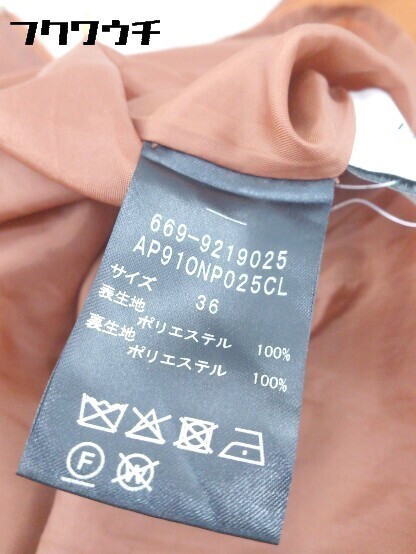 フクワウチ
669-9219025
AP910NP025CL
サイズ 36
表生地 ポリエステル 100%
裏生地 ポリエステル 100%
F
W